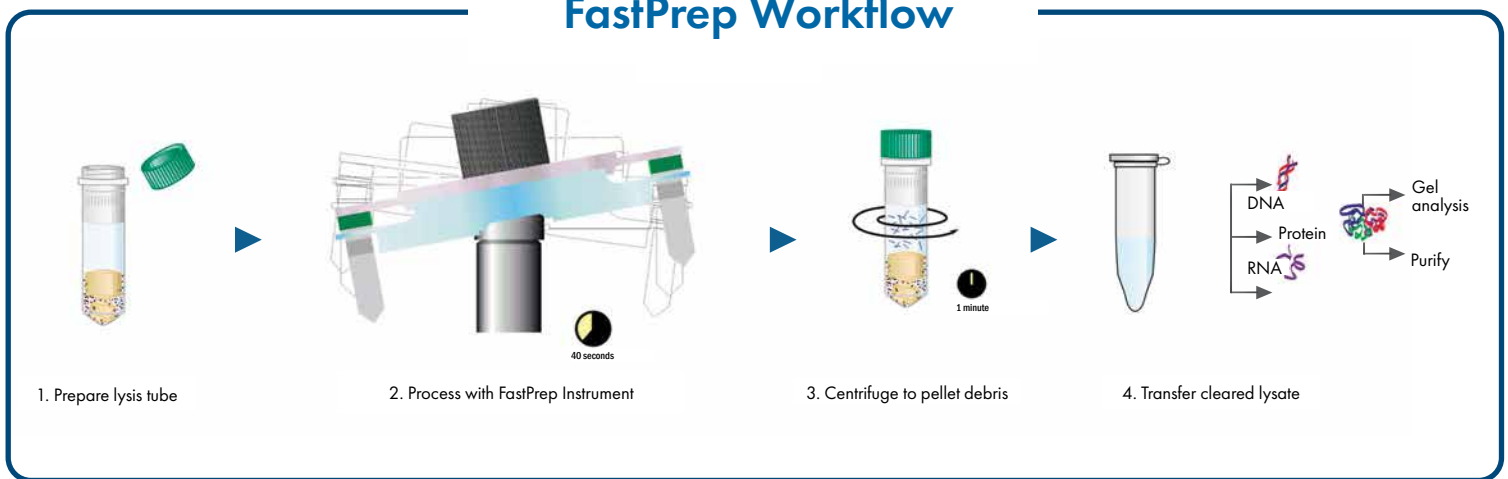 FastPrep Workflow
40 seconds
1 minute
DNA
Protein
RNA
Gel
analysis
Purify
1. Prepare lysis tube
2. Process with FastPrep Instrument
3. Centrifuge to pellet debris
4. Transfer cleared lysate